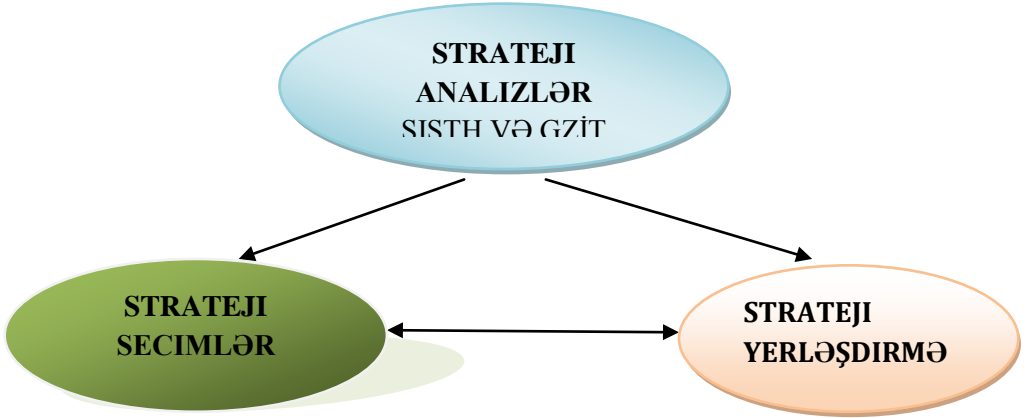 STRATEJI
ANALIZLƏR
SISTH VƏ GZİT
STRATEJI
SECIMLƏR
STRATEJI
YERLƏŞDIRMƏ